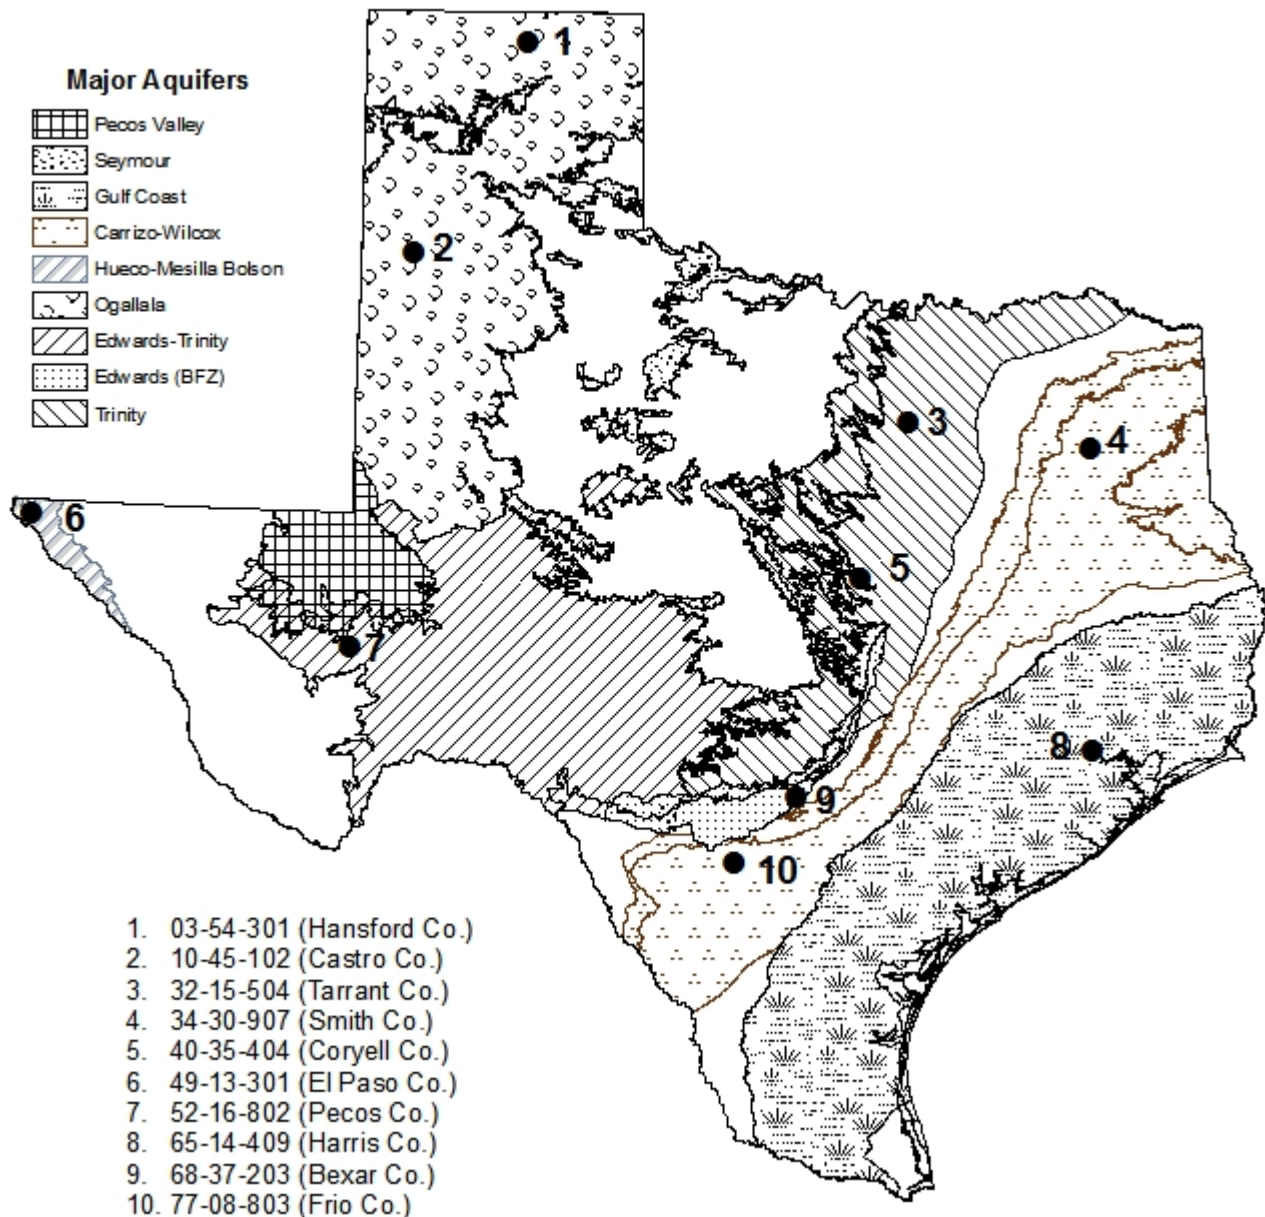 1
Major Aquifers
Pecos Valley
Seymour
Gulf Coast
Carrizo-Wilcox
Hueco-Mesilla Bolson
Ogallala
Edwards-Trinity
Edwards (BFZ)
Trinity
2
3
4
6
5
7
8
9
10
1. 03-54-301 (Hansford Co.)
2. 10-45-102 (Castro Co.)
3. 32-15-504 (Tarrant Co.)
4. 34-30-907 (Smith Co.)
5. 40-35-404 (Coryell Co.)
6. 49-13-301 (El Paso Co.)
7. 52-16-802 (Pecos Co.)
8. 65-14-409 (Harris Co.)
9. 68-37-203 (Bexar Co.)
10. 77-08-803 (Frio Co.)